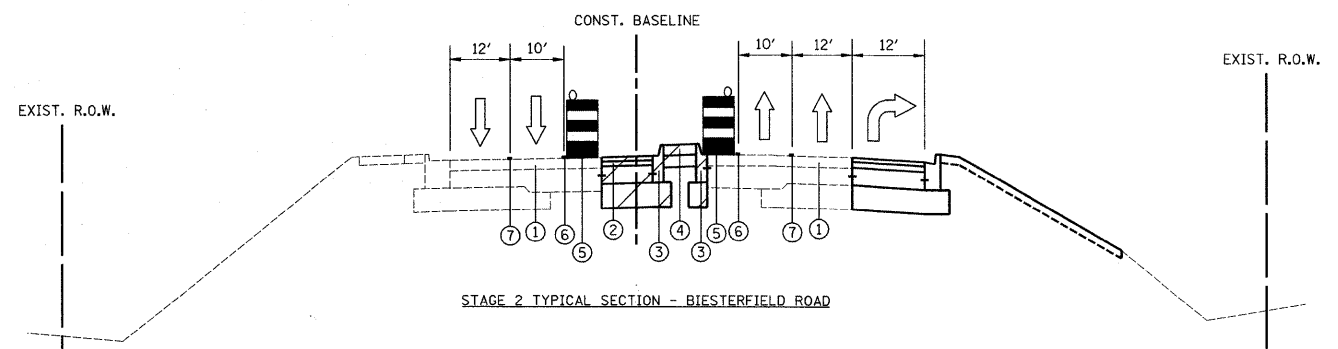 CONST. BASELINE
12' 10' 10' 12' 12'
EXIST. R.O.W.
EXIST. R.O.W.
7 1 6 5 2 3 4 3 5 6 7 1
STAGE 2 TYPICAL SECTION - BIESTERFIELD ROAD